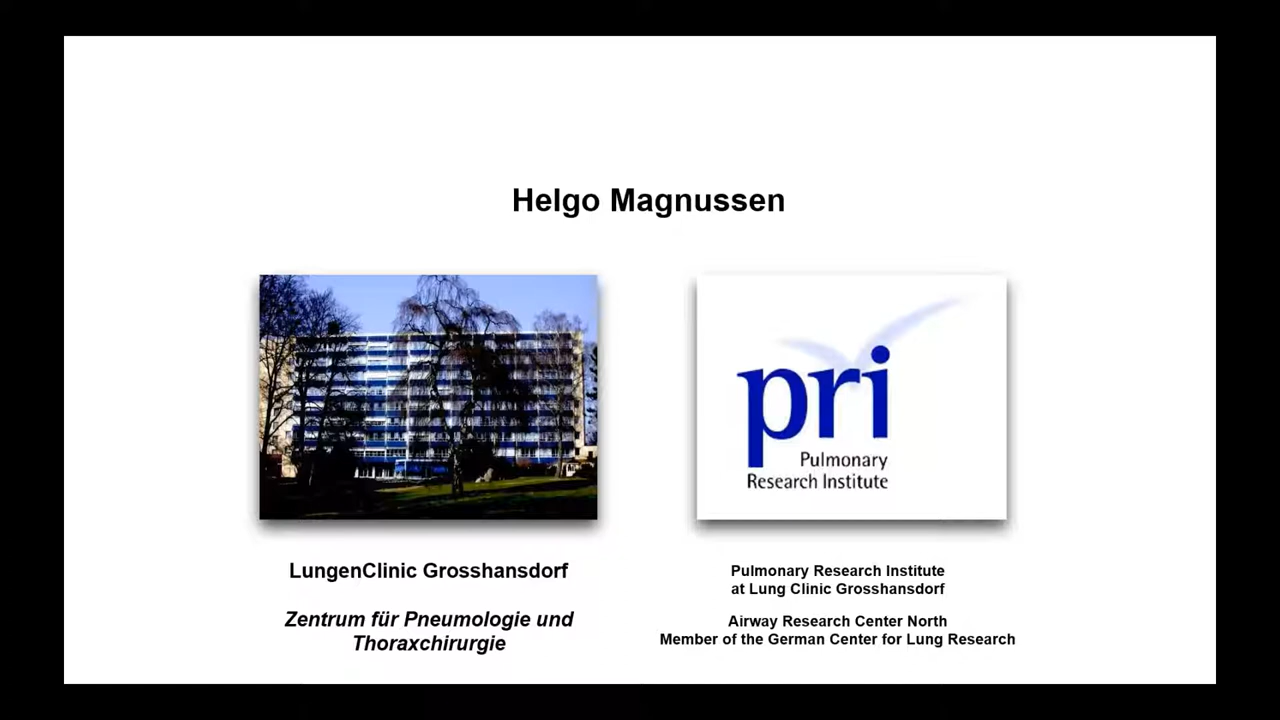 Helgo Magnussen
pri
Pulmonary
Research Institute
LungenClinic Grosshansdorf
Zentrum für Pneumologie und
Thoraxchirurgie
Pulmonary Research Institute
at Lung Clinic Grosshansdorf
Airway Research Center North
Member of the German Center for Lung Research